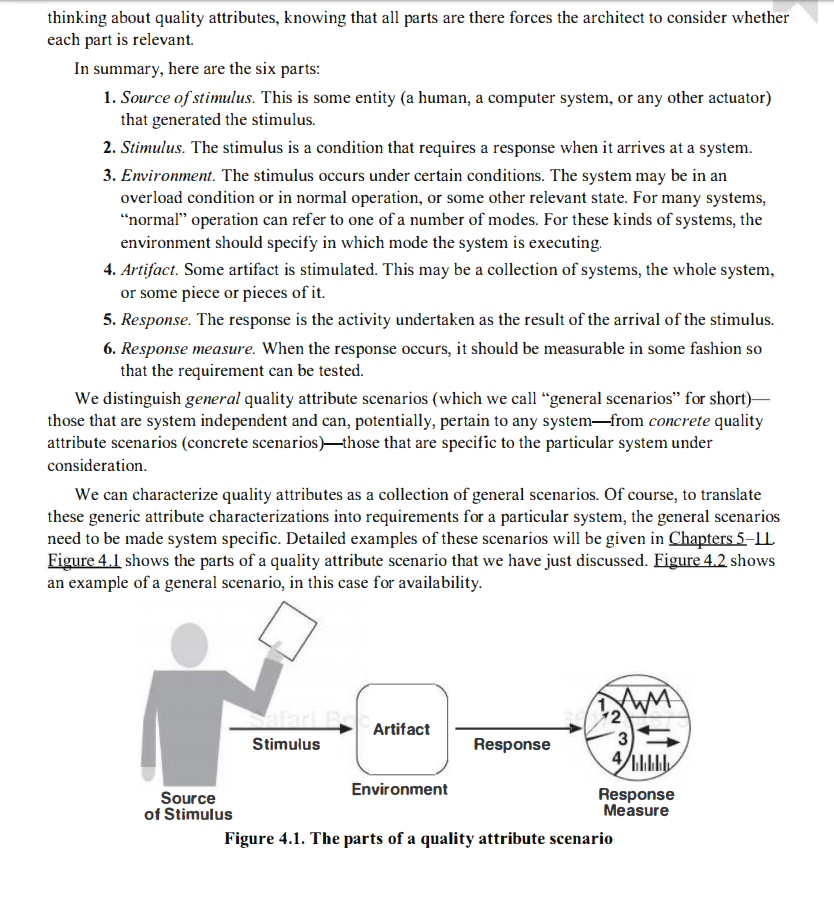 thinking about quality attributes, knowing that all parts are there forces the architect to consider whether
each part is relevant.
In summary, here are the six parts:
1. Source of stimulus. This is some entity (a human, a computer system, or any other actuator)
that generated the stimulus.
2. Stimulus. The stimulus is a condition that requires a response when it arrives at a system.
3. Environment. The stimulus occurs under certain conditions. The system may be in an
overload condition or in normal operation, or some other relevant state. For many systems,
“normal” operation can refer to one of a number of modes. For these kinds of systems, the
environment should specify in which mode the system is executing.
4. Artifact. Some artifact is stimulated. This may be a collection of systems, the whole system,
or some piece or pieces of it.
5. Response. The response is the activity undertaken as the result of the arrival of the stimulus.
6. Response measure. When the response occurs, it should be measurable in some fashion so
that the requirement can be tested.
We distinguish general quality attribute scenarios (which we call “general scenarios” for short)—
those that are system independent and can, potentially, pertain to any system—from concrete quality
attribute scenarios (concrete scenarios)—those that are specific to the particular system under
consideration.
We can characterize quality attributes as a collection of general scenarios. Of course, to translate
these generic attribute characterizations into requirements for a particular system, the general scenarios
need to be made system specific. Detailed examples of these scenarios will be given in Chapters 5–11.
Figure 4.1 shows the parts of a quality attribute scenario that we have just discussed. Figure 4.2 shows
an example of a general scenario, in this case for availability.
Safari
Artifact
Stimulus
Response
1
2
3
4
Environment
Source
of Stimulus
Response
Measure
Figure 4.1. The parts of a quality attribute scenario